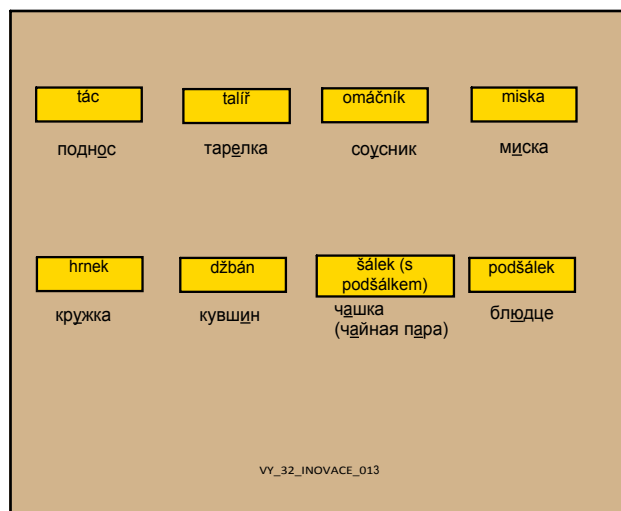 tác
talíř
omáčník
miska
поднос
тарелка
соусник
миска
hrnek
džbán
šálek (s
podšálkem)
podšálek
кружка
кувшин
чашка
(чайная пара)
блюдце
VY_32_INOVACE_013